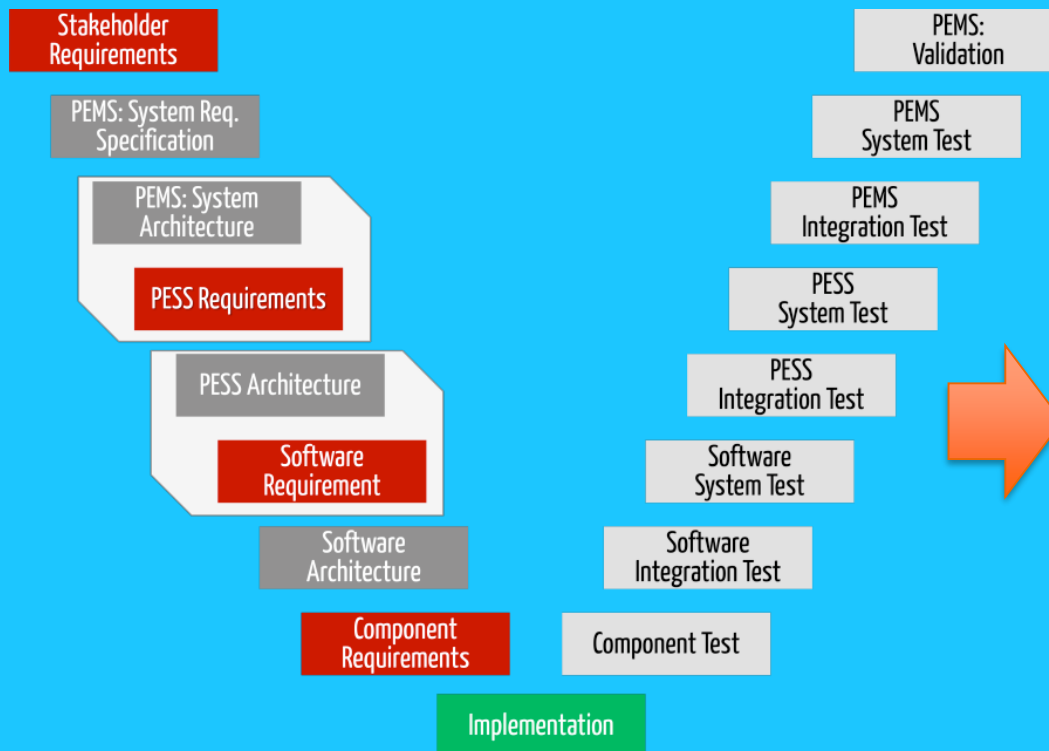 Stakeholder
Requirements
PEMS:
Validation
PEMS: System Req.
Specification
PEMS
System Test
PEMS: System
Architecture
PEMS
Integration Test
PESS Requirements
PESS
System Test
PESS Architecture
PESS
Integration Test
Software
Requirement
Software
System Test
Software
Architecture
Software
Integration Test
Component
Requirements
Component Test
Implementation